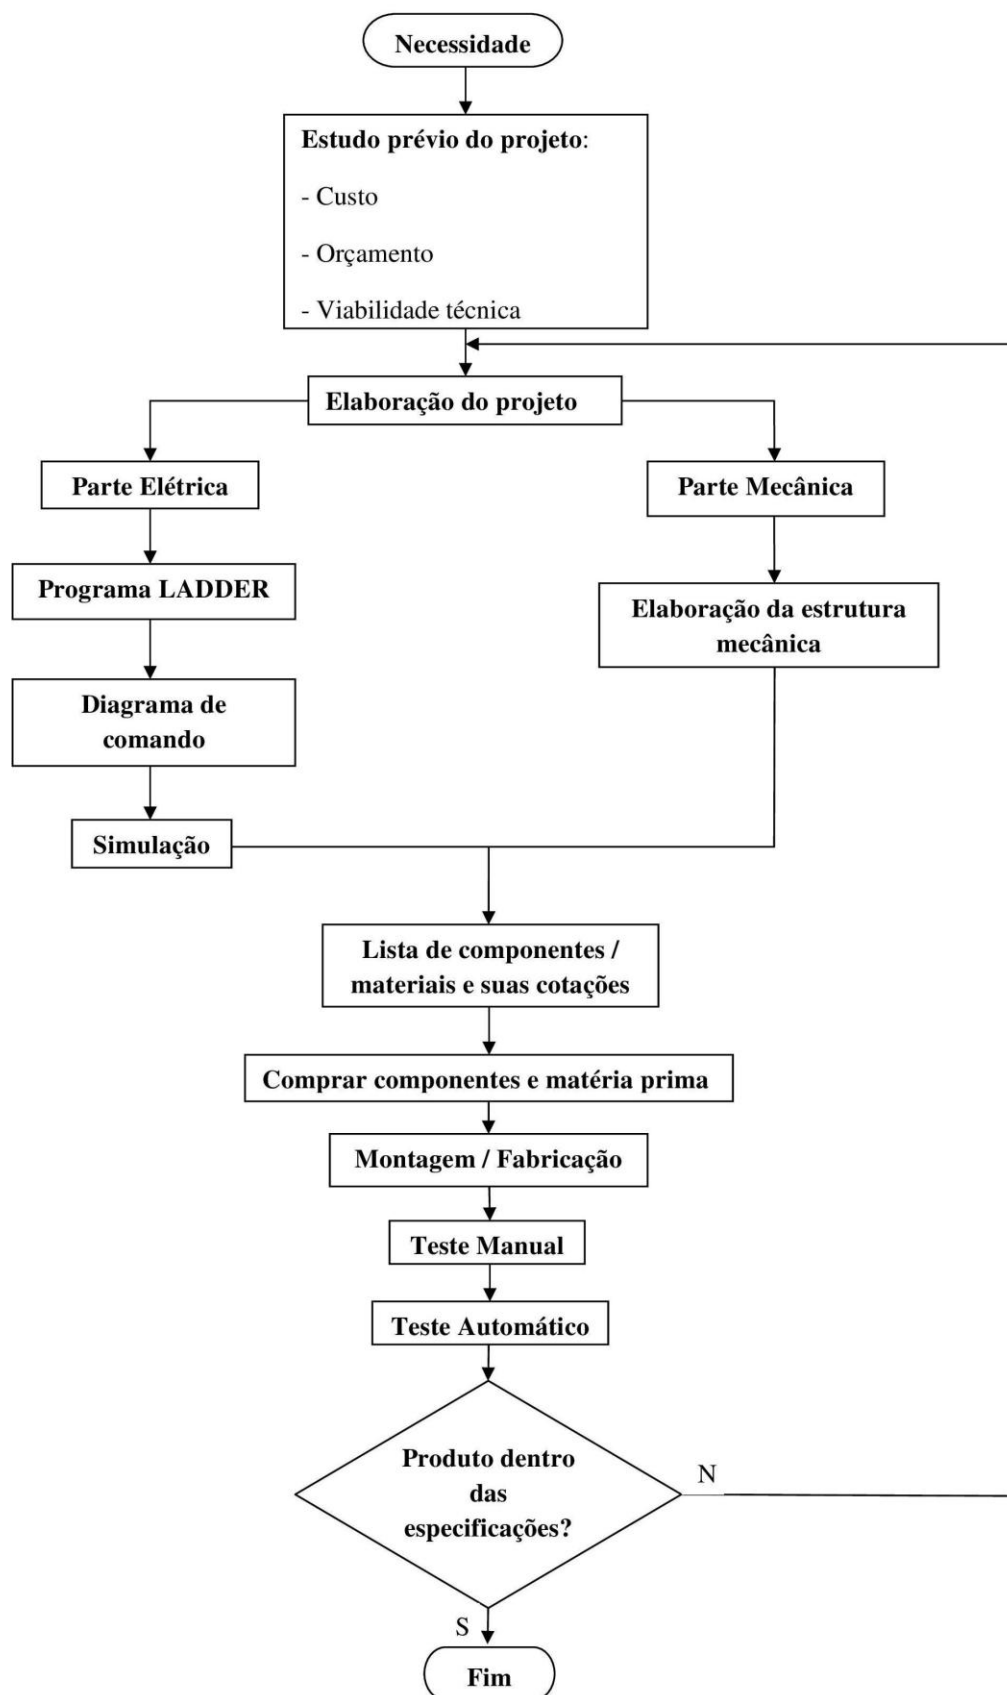 Necessidade
Estudo prévio do projeto:
- Custo
- Orçamento
- Viabilidade técnica
Elaboração do projeto
Parte Elétrica
Parte Mecânica
Programa LADDER
Elaboração da estrutura
mecânica
Diagrama de
comando
Simulação
Lista de componentes /
materiais e suas cotações
Comprar componentes e matéria prima
Montagem / Fabricação
Teste Manual
Teste Automático
Produto dentro
das
especificações?
N
S
Fim